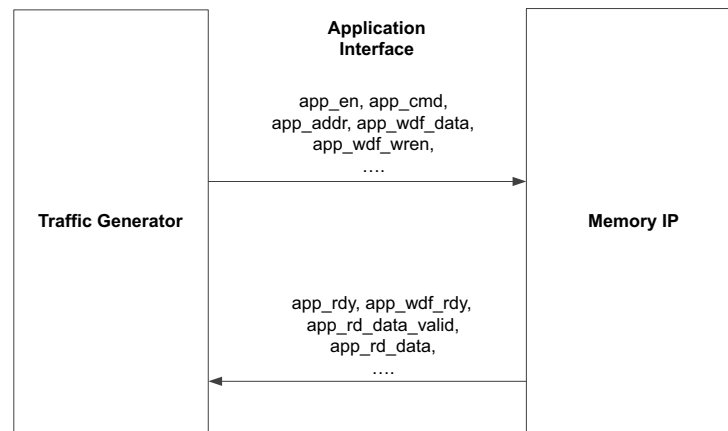 Application
Interface
app_en, app_cmd,
app_addr, app_wdf_data,
app_wdf_wren,
....
Traffic Generator
Memory IP
app_rdy, app_wdf_rdy,
app_rd_data_valid,
app_rd_data,
....